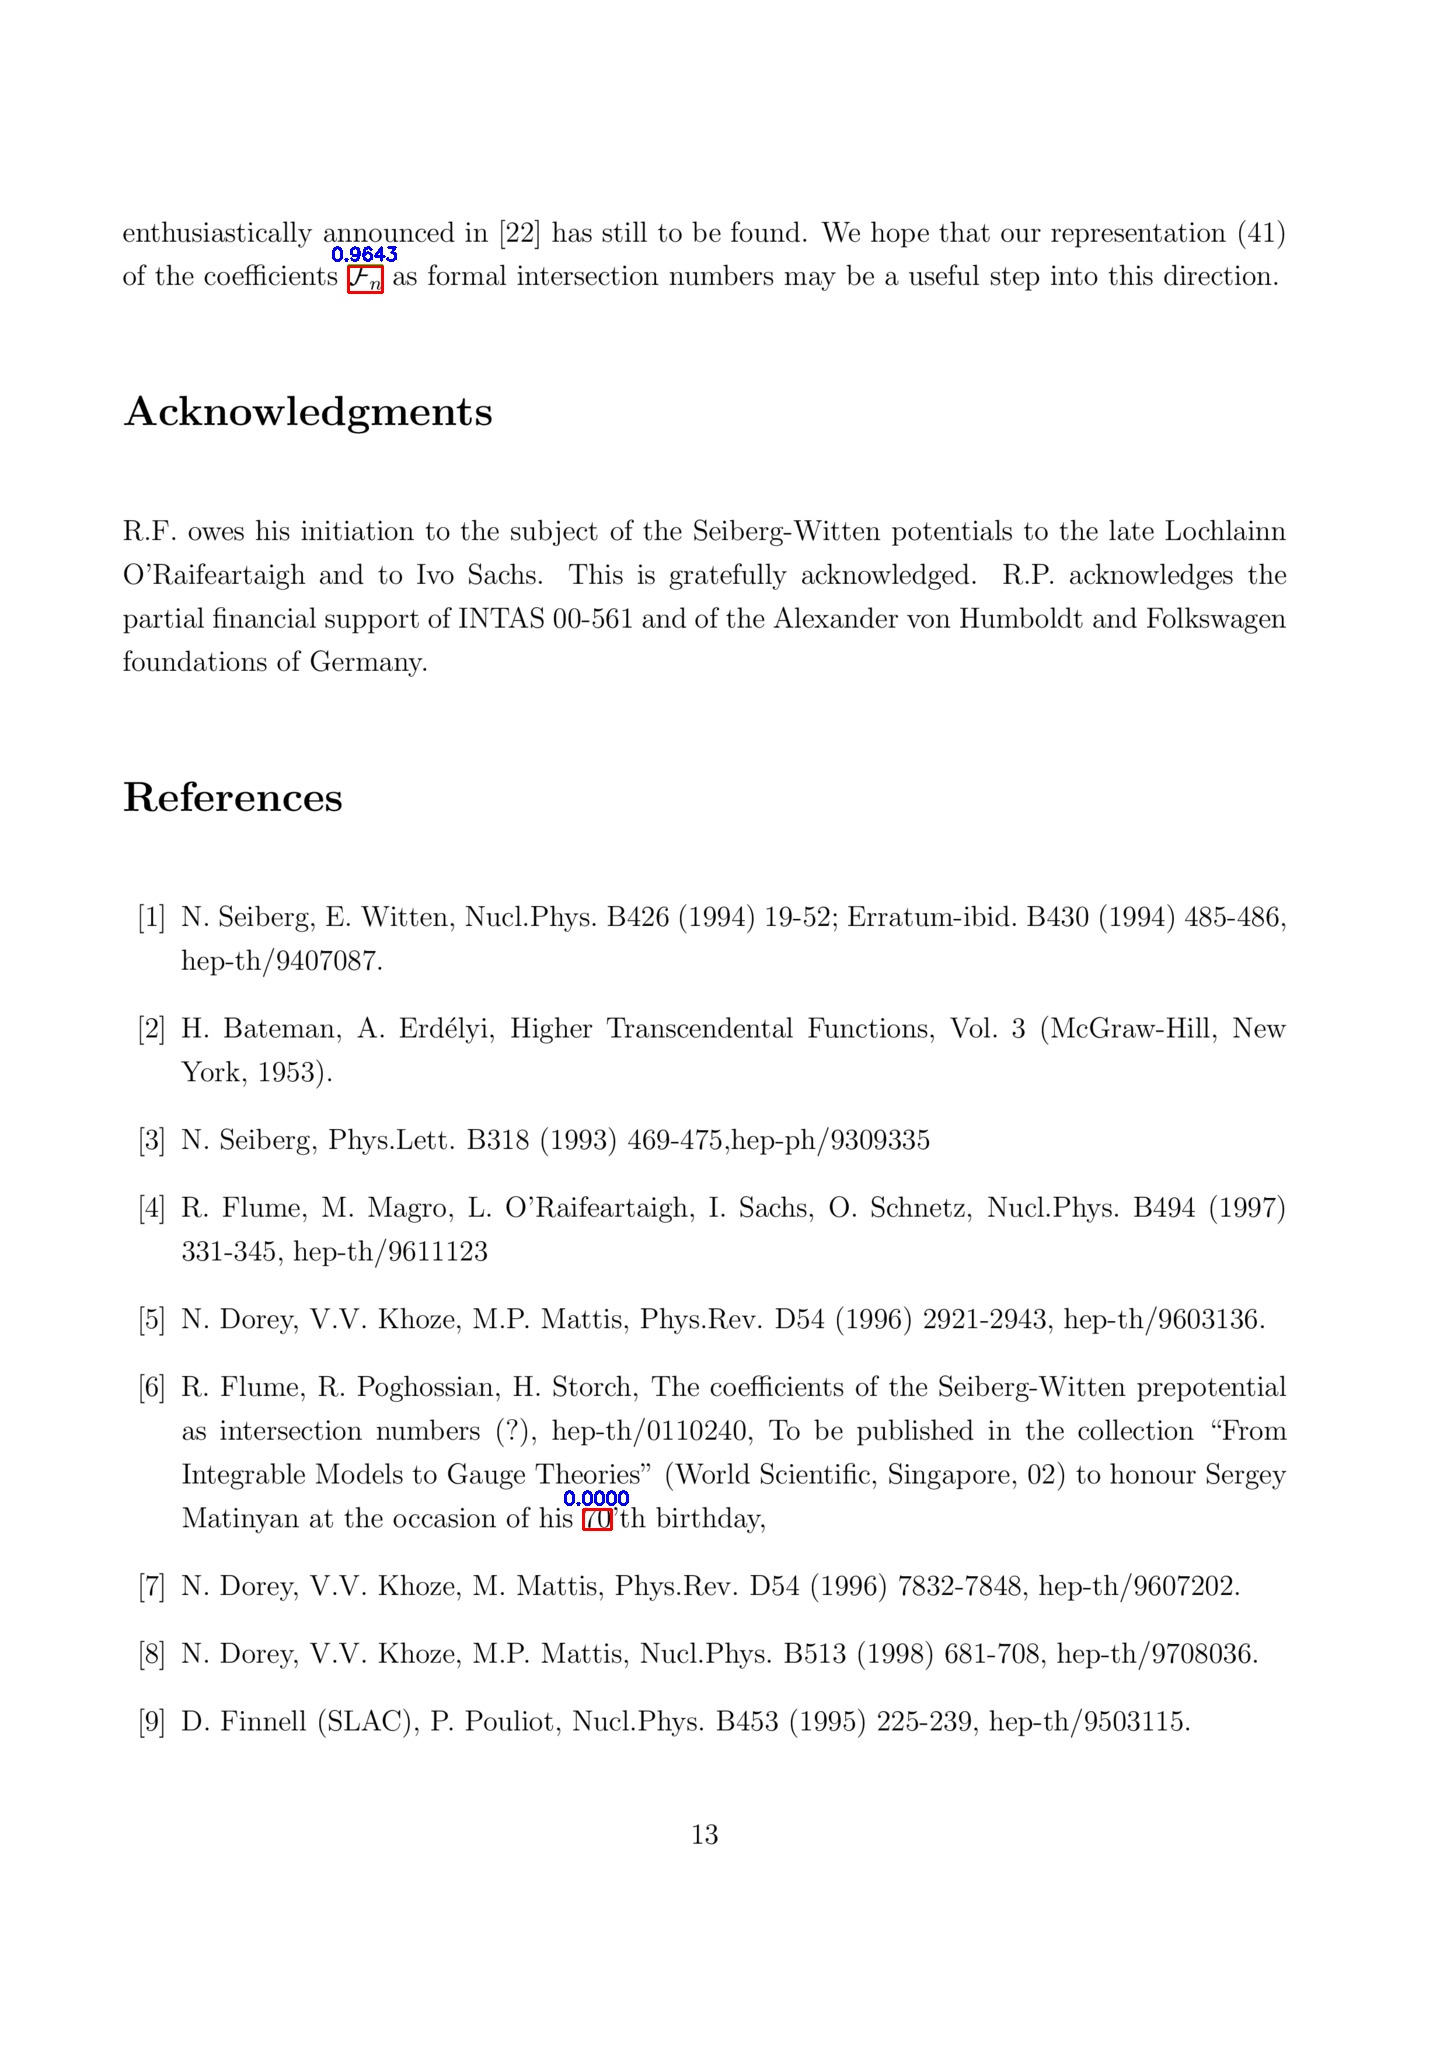 enthusiastically announced in [22] has still to be found. We hope that our representation (41)
0.9643
of the coefficients ℱn as formal intersection numbers may be a useful step into this direction.
Acknowledgments
R.F. owes his initiation to the subject of the Seiberg-Witten potentials to the late Lochlainn
O’Raifeartaigh and to Ivo Sachs. This is gratefully acknowledged. R.P. acknowledges the
partial financial support of INTAS 00-561 and of the Alexander von Humboldt and Folkswagen
foundations of Germany.
References
[1] N. Seiberg, E. Witten, Nucl.Phys. B426 (1994) 19-52; Erratum-ibid. B430 (1994) 485-486,
hep-th/9407087.
[2] H. Bateman, A. Erdélyi, Higher Transcendental Functions, Vol. 3 (McGraw-Hill, New
York, 1953).
[3] N. Seiberg, Phys.Lett. B318 (1993) 469-475,hep-ph/9309335
[4] R. Flume, M. Magro, L. O’Raifeartaigh, I. Sachs, O. Schnetz, Nucl.Phys. B494 (1997)
331-345, hep-th/9611123
[5] N. Dorey, V.V. Khoze, M.P. Mattis, Phys.Rev. D54 (1996) 2921-2943, hep-th/9603136.
[6] R. Flume, R. Poghossian, H. Storch, The coefficients of the Seiberg-Witten prepotential
as intersection numbers (?), hep-th/0110240, To be published in the collection “From
Integrable Models to Gauge Theories” (World Scientific, Singapore, 02) to honour Sergey
0.0000
Matinyan at the occasion of his 70’th birthday,
[7] N. Dorey, V.V. Khoze, M. Mattis, Phys.Rev. D54 (1996) 7832-7848, hep-th/9607202.
[8] N. Dorey, V.V. Khoze, M.P. Mattis, Nucl.Phys. B513 (1998) 681-708, hep-th/9708036.
[9] D. Finnell (SLAC), P. Pouliot, Nucl.Phys. B453 (1995) 225-239, hep-th/9503115.
13